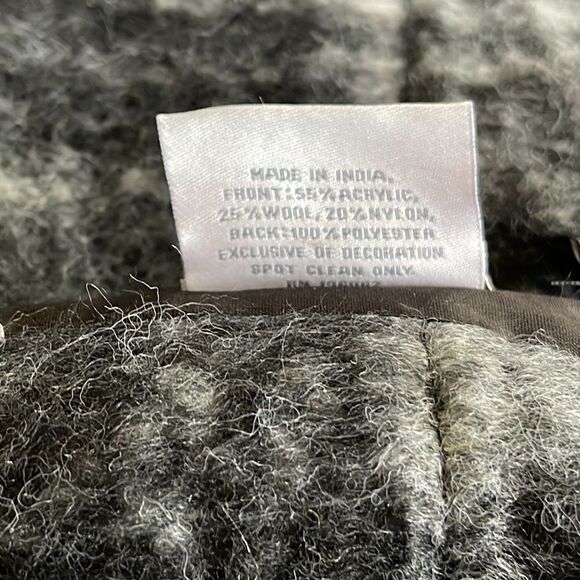 MADE IN INDIA.
FRONT: 55% ACRYLIC,
25% WOOL, 20% NYLON,
BACK: 100% POLYESTER
EXCLUSIVE OF DECORATION
SPOT CLEAN ONLY
RN